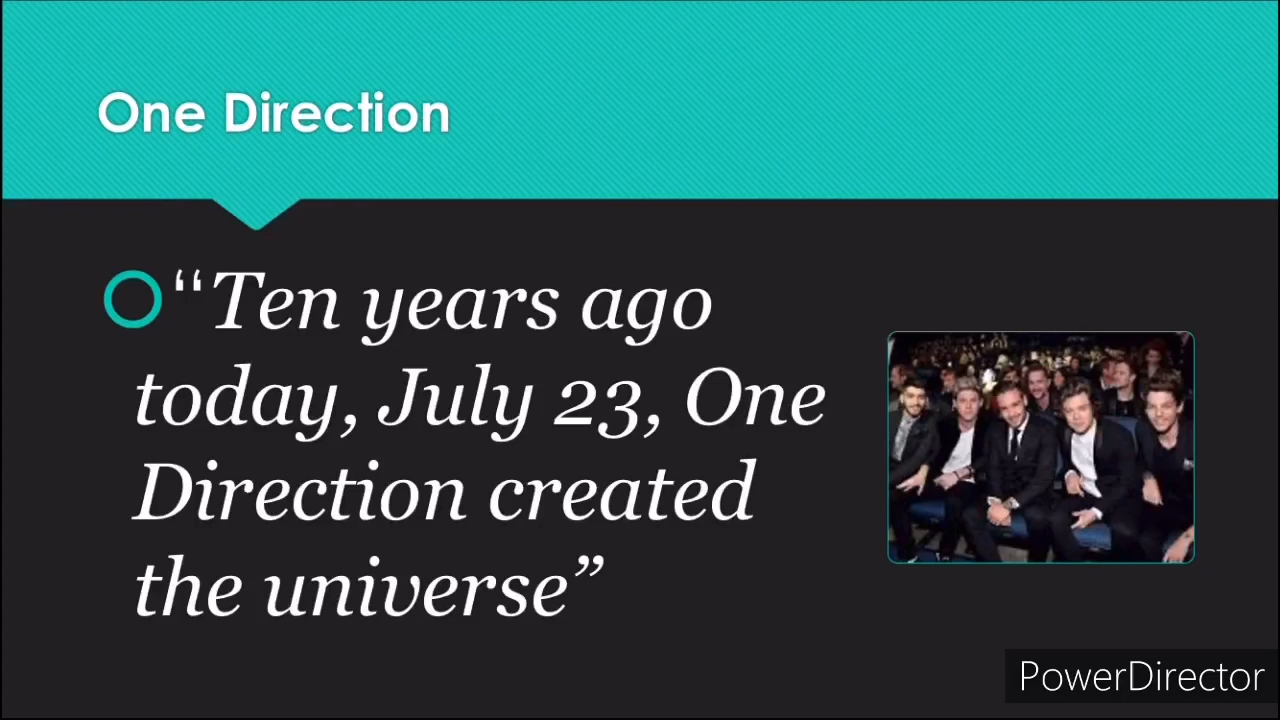 One Direction
“Ten years ago
today, July 23, One
Direction created
the universe”
PowerDirector